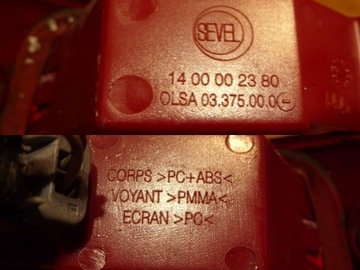 SEVEL
14 00 00 23 80
OLSA 03.375.00.0
CORPS >PC+ABS<
VOYANT >PMMA<
ECRAN >PC<